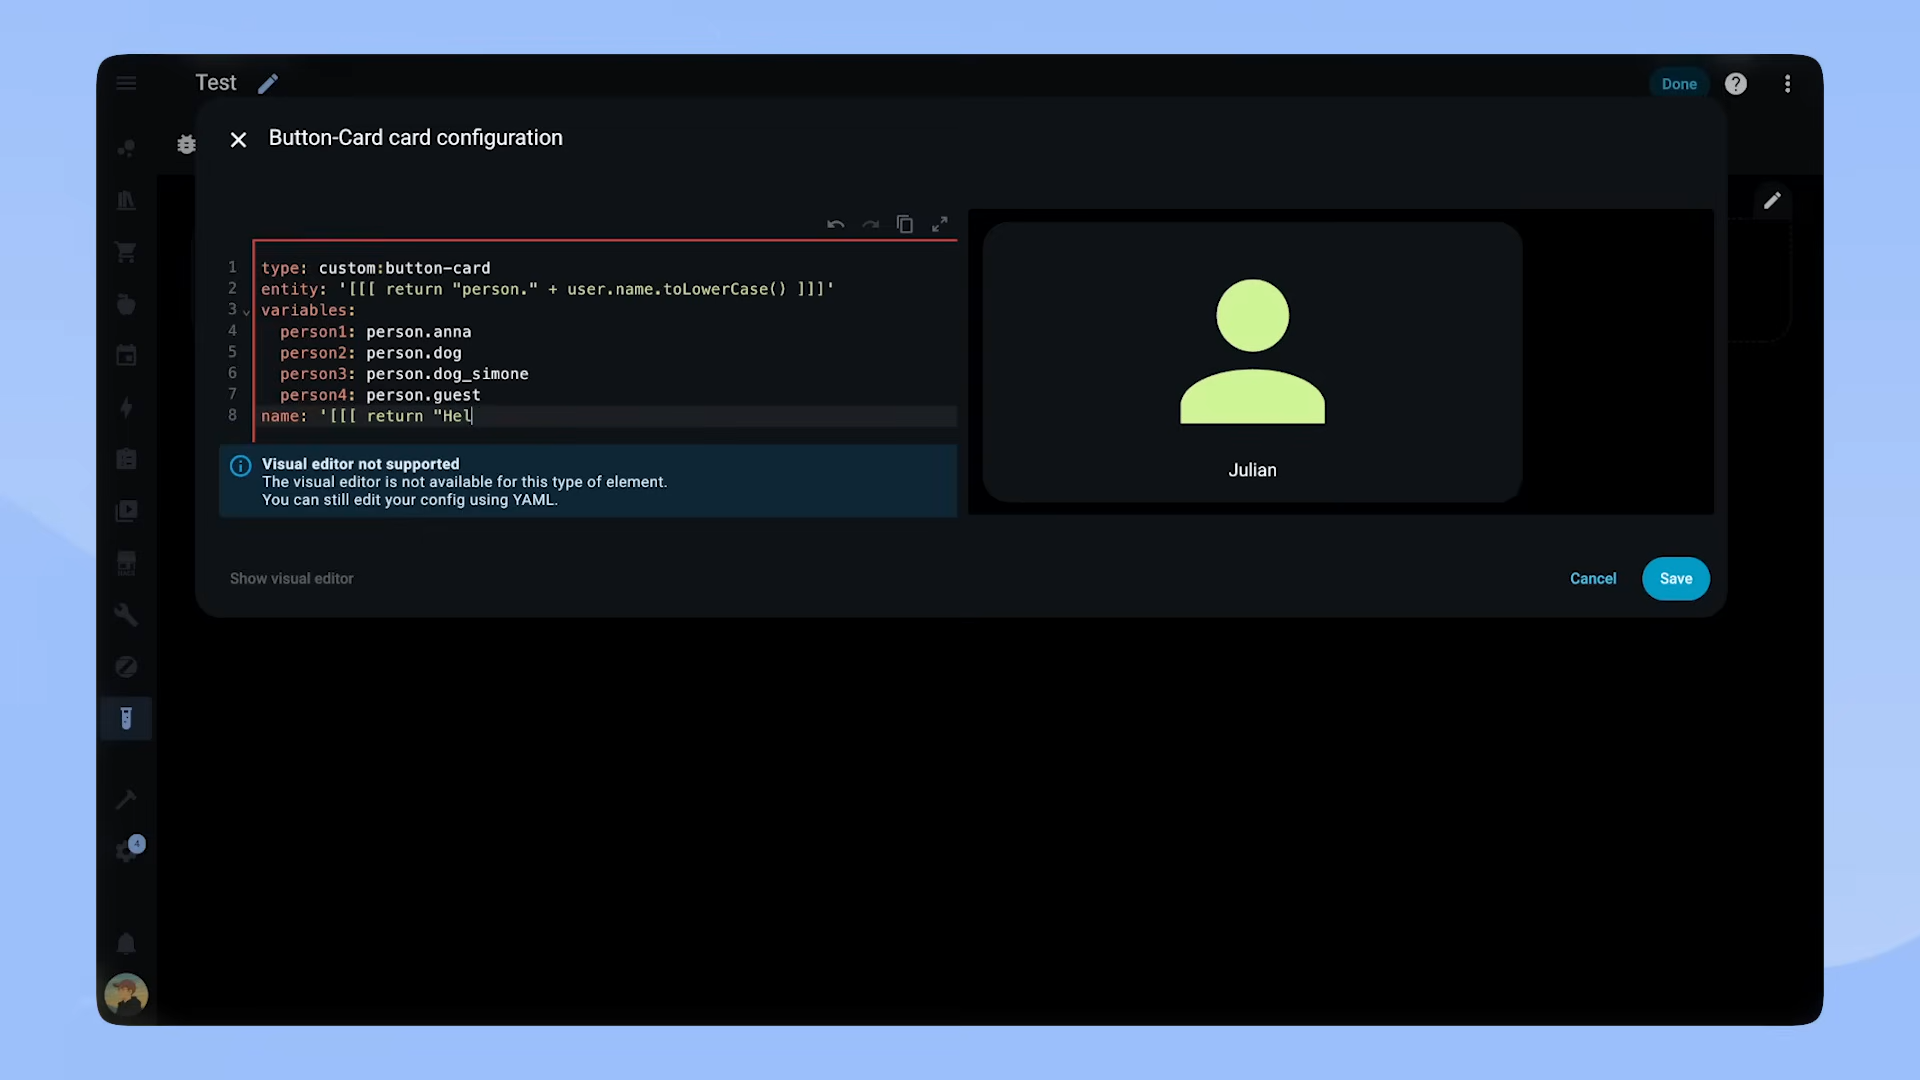 Test
Done
Button-Card card configuration
1 type: custom:button-card
2 entity: '[[[ return "person." + user.name.toLowerCase() ]]]'
3 variables:
4 person1: person.anna
5 person2: person.dog
6 person3: person.dog_simone
7 person4: person.guest
8 name: '[[[ return "Hel
Visual editor not supported
The visual editor is not available for this type of element.
You can still edit your config using YAML.
Julian
Show visual editor
Cancel
Save
4